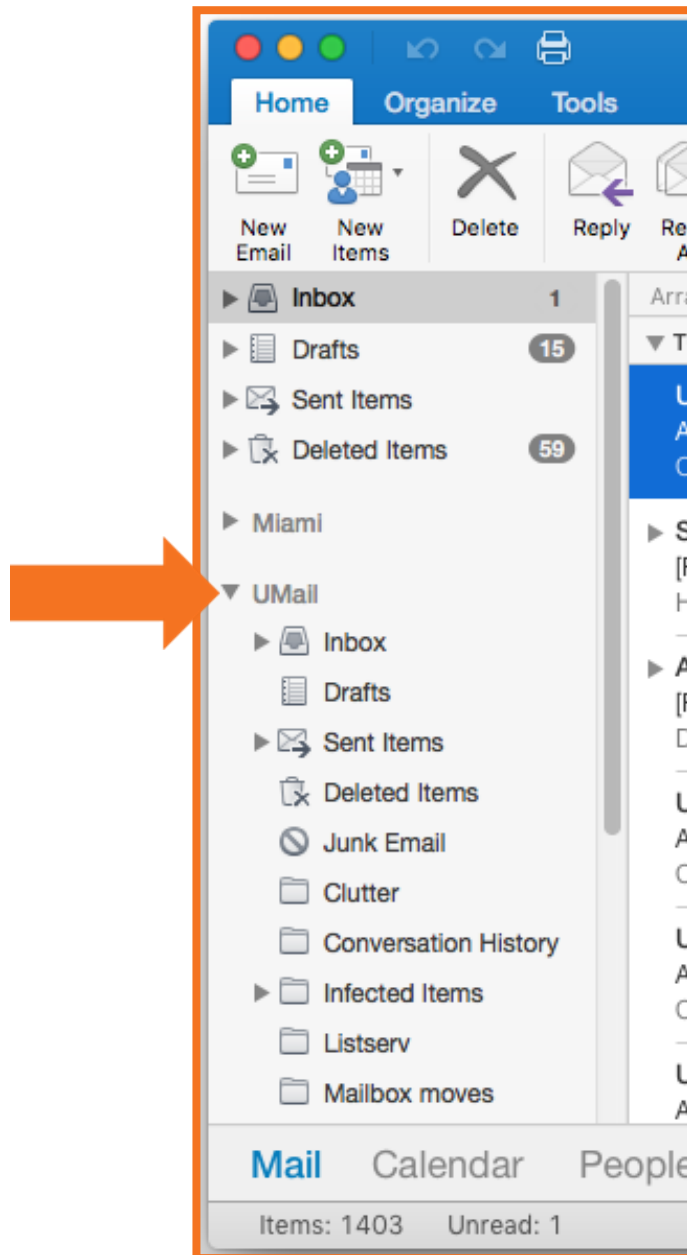 Home Organize Tools
New Email
New Items
Delete
Reply
Inbox 1
Drafts 15
Sent Items
Deleted Items 59
Miami
UMail
Inbox
Drafts
Sent Items
Deleted Items
Junk Email
Clutter
Conversation History
Infected Items
Listserv
Mailbox moves
Mail Calendar People
Items: 1403 Unread: 1